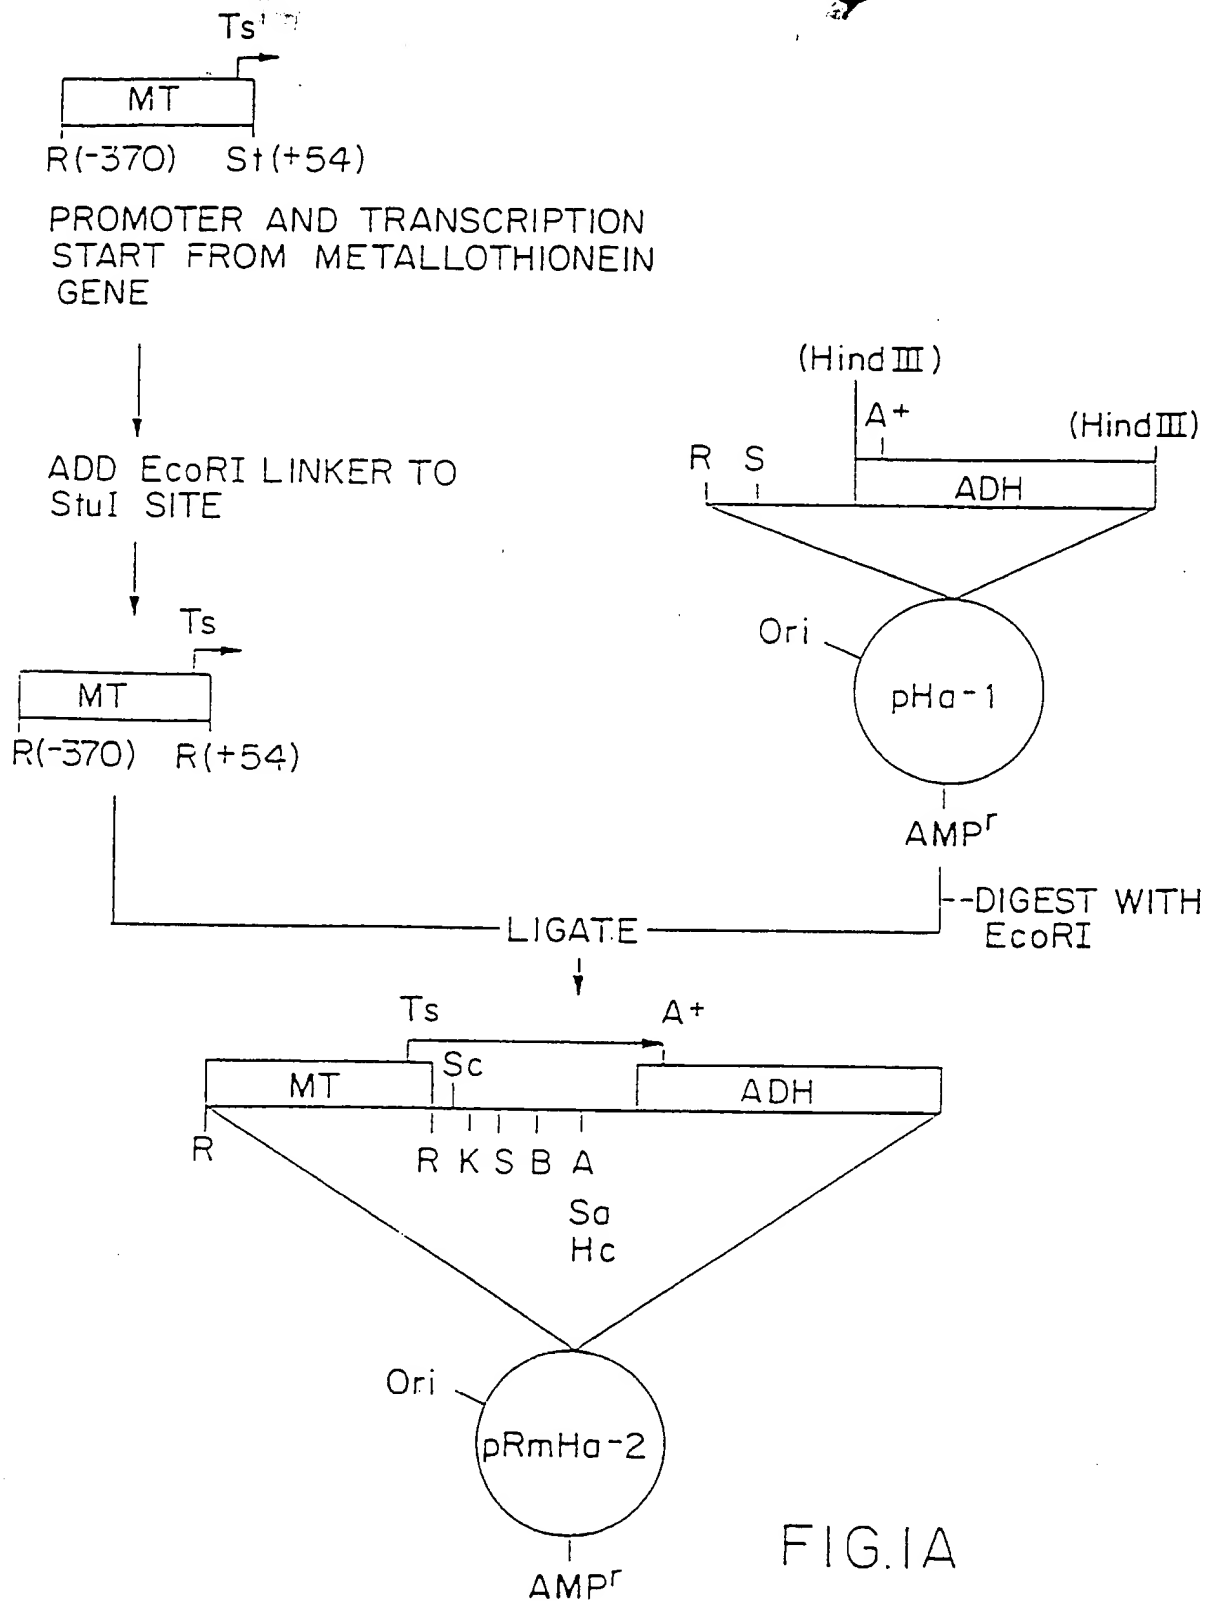 Ts
MT
R(-370) St(+54)
PROMOTER AND TRANSCRIPTION
START FROM METALLOTHIONEIN
GENE
ADD EcoRI LINKER TO
StuI SITE
Ts
MT
R(-370) R(+54)
(Hind III)
A+
(Hind III)
R S
ADH
Ori
pHa-1
AMPr
DIGEST WITH
EcoRI
LIGATE
Ts A+
Sc
MT ADH
R R K S B A
Sa
Hc
Ori
pRmHa-2
AMPr
FIG.1A